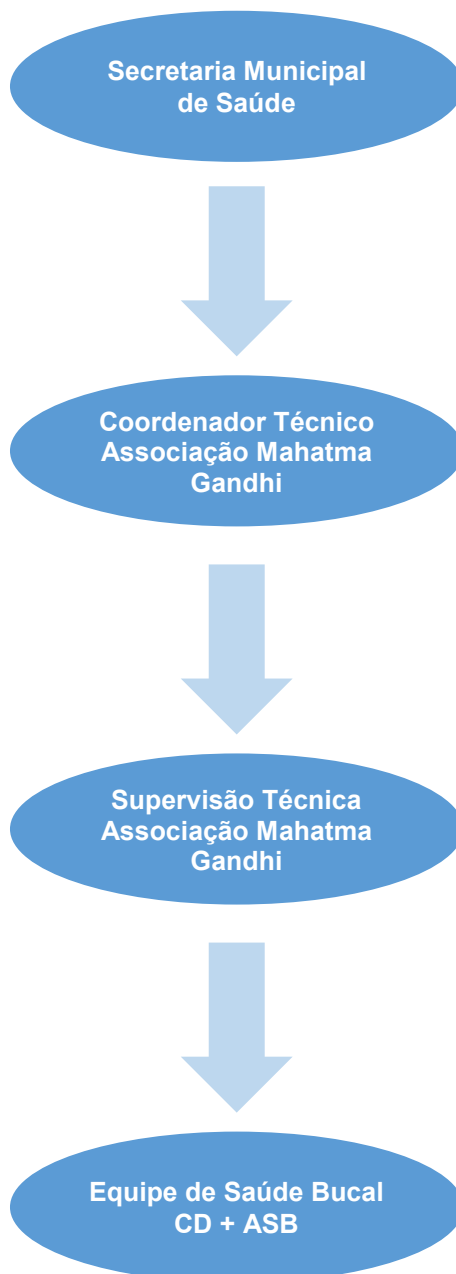 Secretaria Municipal
de Saúde
Coordenador Técnico
Associação Mahatma
Gandhi
Supervisão Técnica
Associação Mahatma
Gandhi
Equipe de Saúde Bucal
CD + ASB